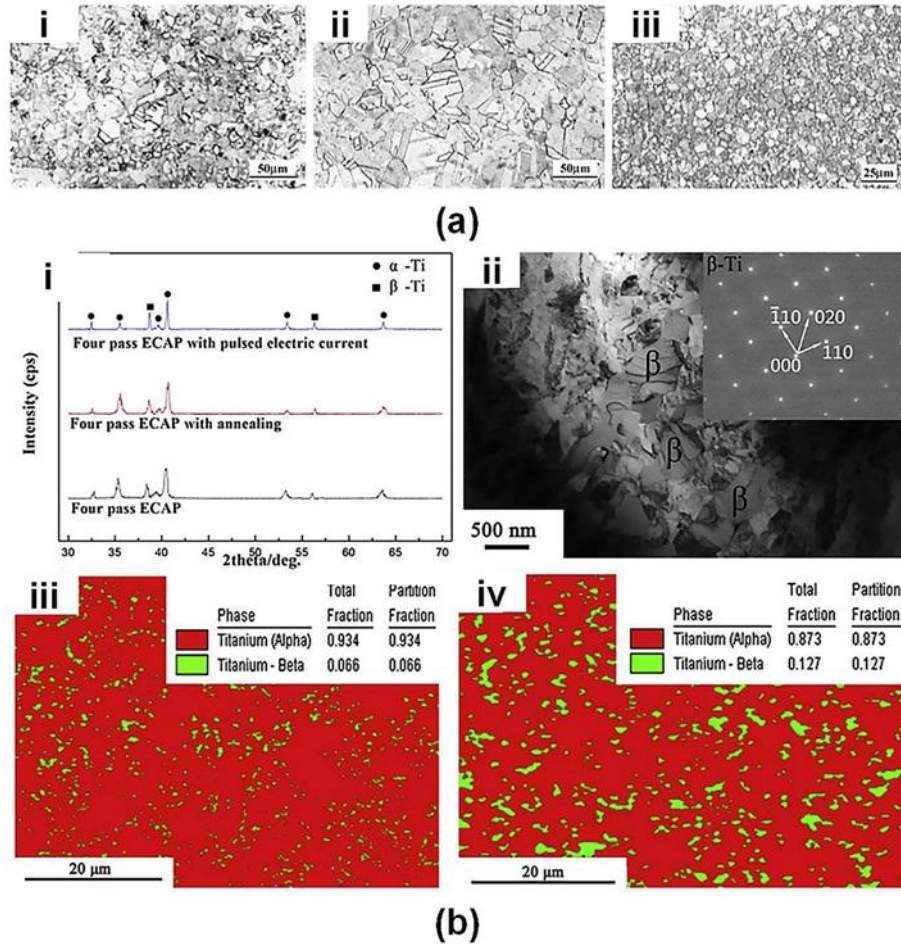 i
ii
iii
50μm
50μm
25μm
(a)
i
● α -Ti
■ β -Ti
Four pass ECAP with pulsed electric current
Four pass ECAP with annealing
Four pass ECAP
Intensity (cps)
30 35 40 45 50 55 60 65 70
2theta/deg.
ii
β
β
β
500 nm
β-Ti
1̄10
020
110
000
iii
Total Partition
Phase Fraction Fraction
Titanium (Alpha) 0.934 0.934
Titanium - Beta 0.066 0.066
20 μm
iv
Total Partition
Phase Fraction Fraction
Titanium (Alpha) 0.873 0.873
Titanium - Beta 0.127 0.127
20 μm
(b)